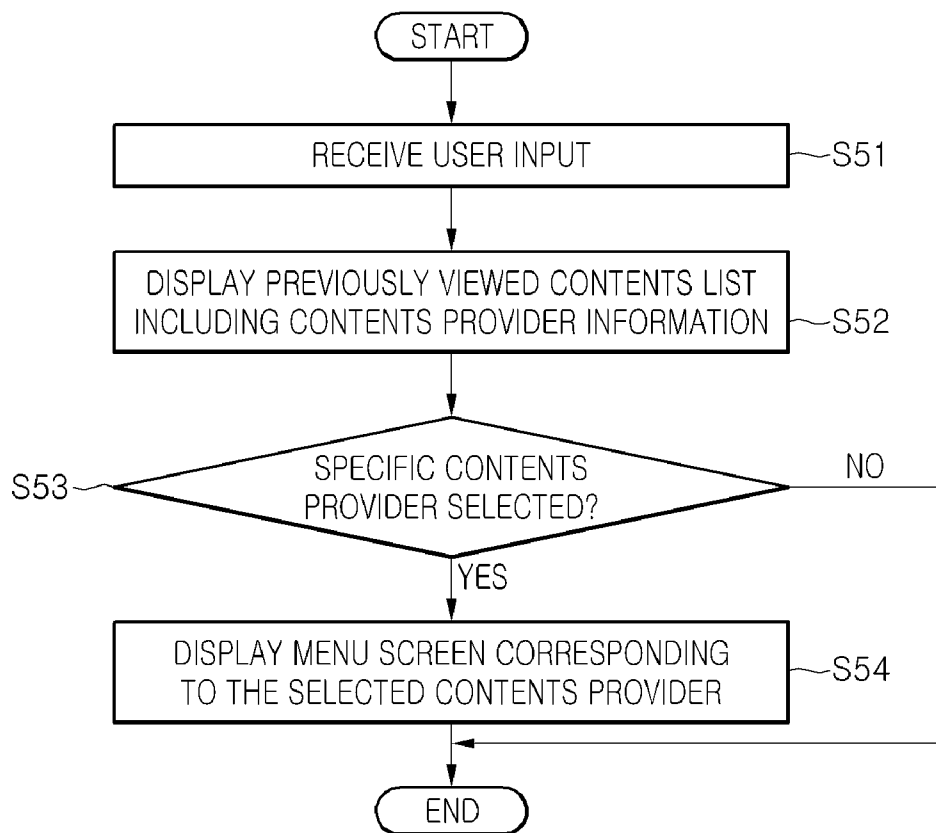 START
RECEIVE USER INPUT
S51
DISPLAY PREVIOUSLY VIEWED CONTENTS LIST
INCLUDING CONTENTS PROVIDER INFORMATION
S52
S53
SPECIFIC CONTENTS
PROVIDER SELECTED?
NO
YES
DISPLAY MENU SCREEN CORRESPONDING
TO THE SELECTED CONTENTS PROVIDER
S54
END